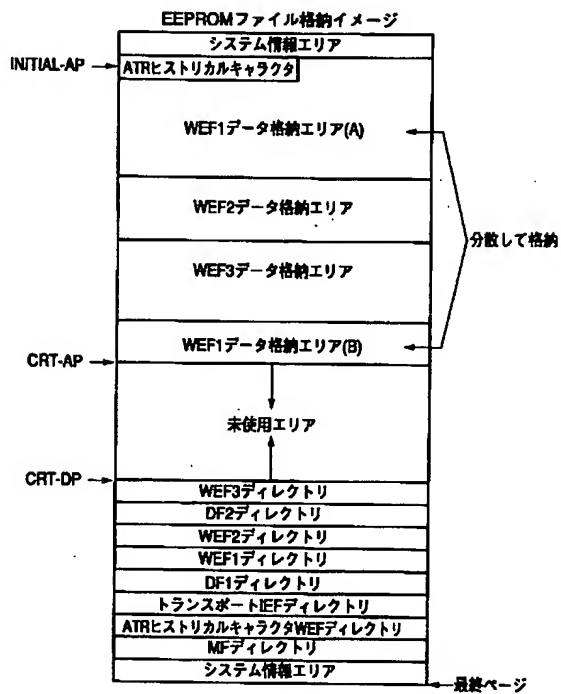 EEPROMファイル格納イメージ
システム情報エリア
INITIAL-AP
ATRヒストリカルキャラクタ
WEF1データ格納エリア(A)
WEF2データ格納エリア
分散して格納
WEF3データ格納エリア
WEF1データ格納エリア(B)
CRT-AP
未使用エリア
CRT-DP
WEF3ディレクトリ
DF2ディレクトリ
WEF2ディレクトリ
WEF1ディレクトリ
DF1ディレクトリ
トランスポートIEFディレクトリ
ATRヒストリカルキャラクタWEFディレクトリ
MFディレクトリ
システム情報エリア
最終ページ